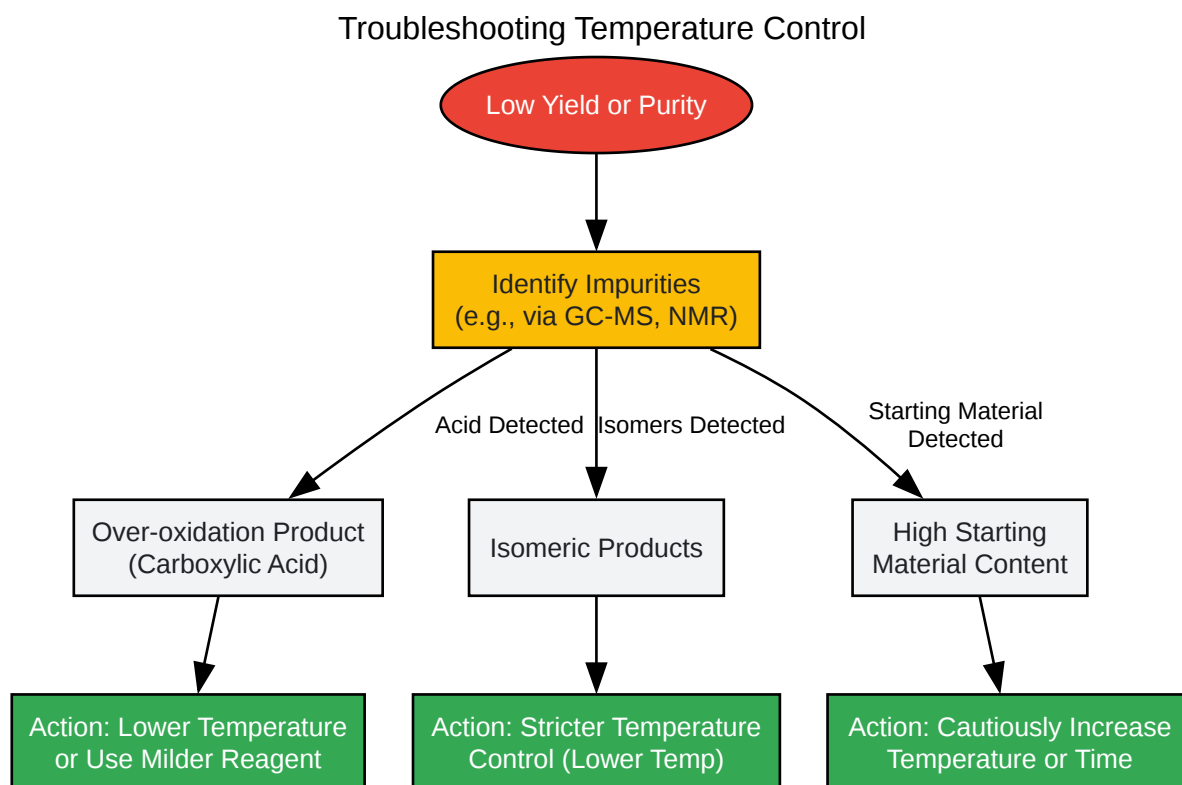 Troubleshooting Temperature Control
Low Yield or Purity
Identify Impurities
(e.g., via GC-MS, NMR)
Acid Detected
Isomers Detected
Starting Material
Detected
Over-oxidation Product
(Carboxylic Acid)
Isomeric Products
High Starting
Material Content
Action: Lower Temperature
or Use Milder Reagent
Action: Stricter Temperature
Control (Lower Temp)
Action: Cautiously Increase
Temperature or Time